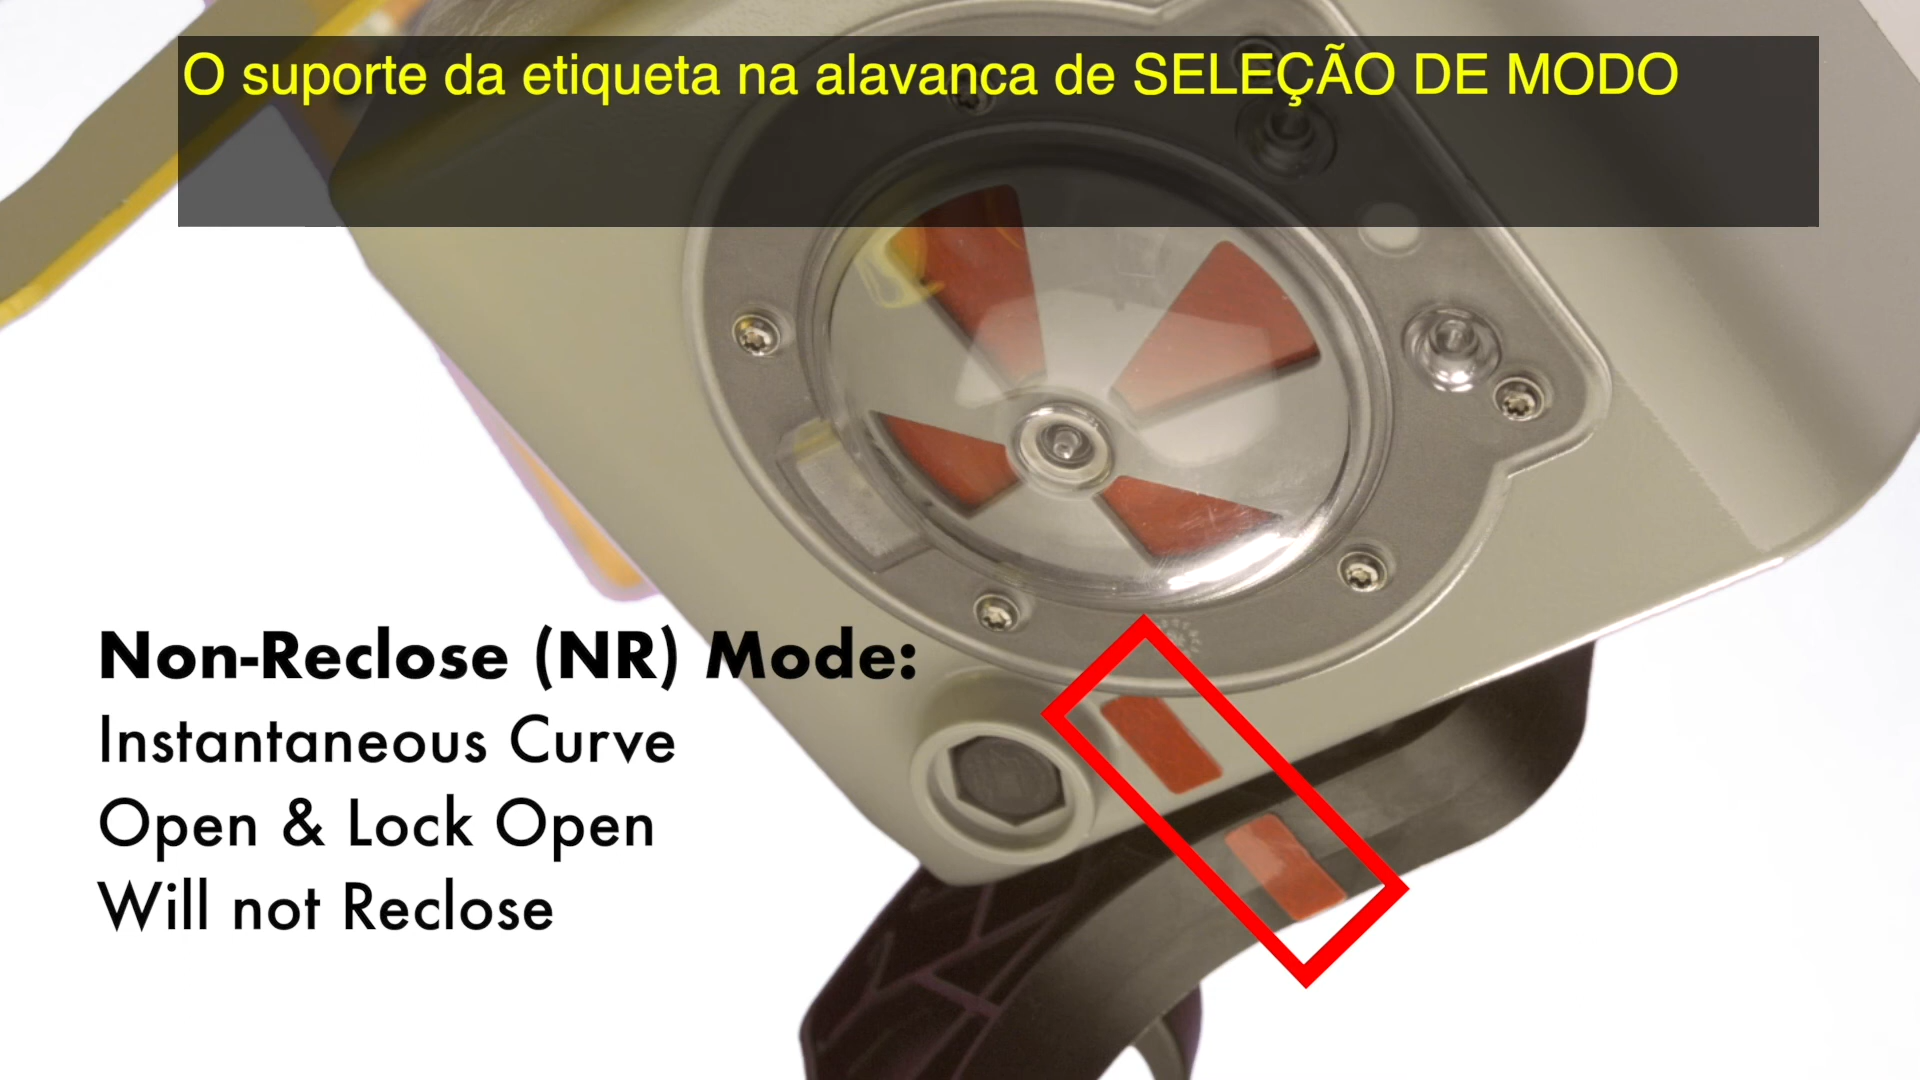 O suporte da etiqueta na alavanca de SELEÇÃO DE MODO
Non-Reclose (NR) Mode:
Instantaneous Curve
Open & Lock Open
Will not Reclose